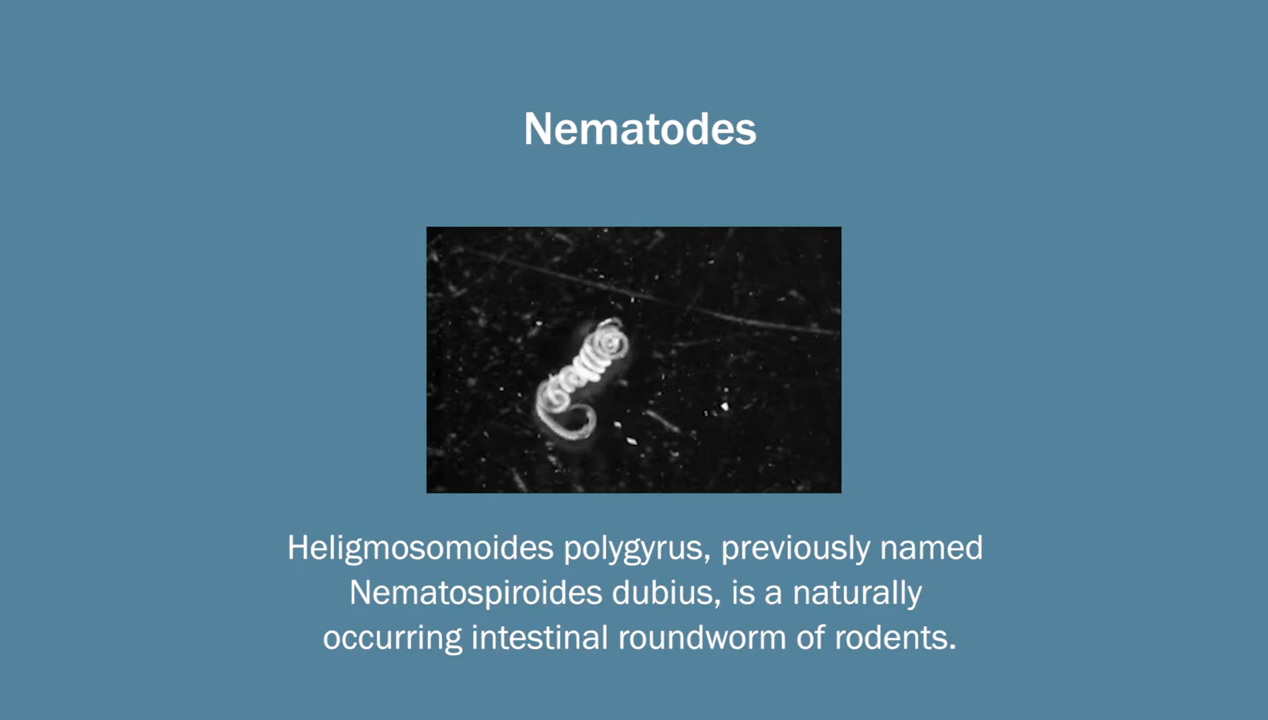 Nematodes
Heligmosomoides polygyrus, previously named
Nematospiroides dubius, is a naturally
occurring intestinal roundworm of rodents.